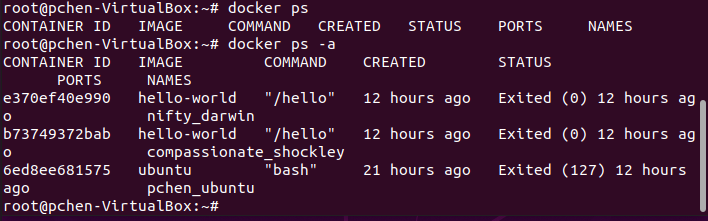 root@pchen-VirtualBox:~# docker ps
CONTAINER ID   IMAGE     COMMAND   CREATED   STATUS    PORTS     NAMES
root@pchen-VirtualBox:~# docker ps -a
CONTAINER ID   IMAGE         COMMAND    CREATED        STATUS
      PORTS     NAMES
e370ef40e990   hello-world   "/hello"   12 hours ago   Exited (0) 12 hours ag
o               nifty_darwin
b73749372bab   hello-world   "/hello"   12 hours ago   Exited (0) 12 hours ag
o               compassionate_shockley
6ed8ee681575   ubuntu        "bash"     21 hours ago   Exited (127) 12 hours
ago             pchen_ubuntu
root@pchen-VirtualBox:~#